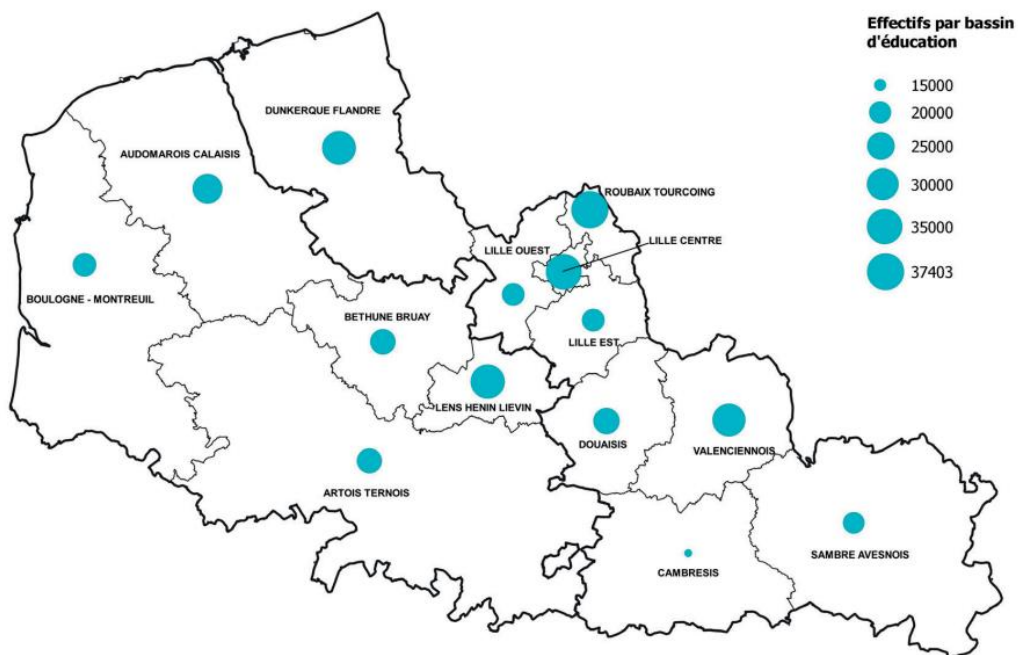 Effectifs par bassin
d'éducation
15000
20000
25000
30000
35000
37403
DUNKERQUE FLANDRE
AUDOMAROIS CALAISIS
ROUBAIX TOURCOING
LILLE CENTRE
LILLE OUEST
BOULOGNE - MONTREUIL
BETHUNE BRUAY
LILLE EST
LENS HENIN LIEVIN
DOUAISIS
VALENCIENNOIS
ARTOIS TERNOIS
SAMBRE AVESNOIS
CAMBRESIS